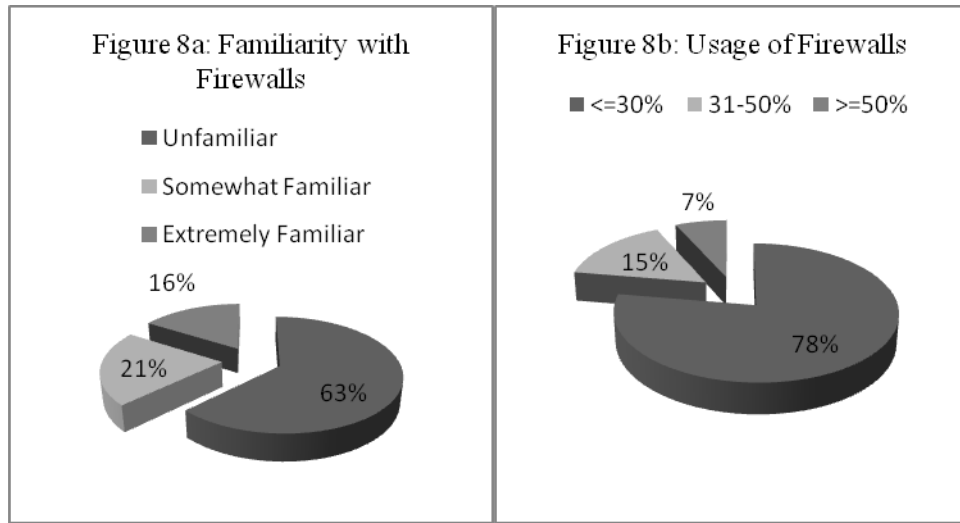 Figure 8a: Familiarity with
Firewalls
Unfamiliar
Somewhat Familiar
Extremely Familiar
16%
21%
63%
Figure 8b: Usage of Firewalls
<=30% 31-50% >=50%
7%
15%
78%